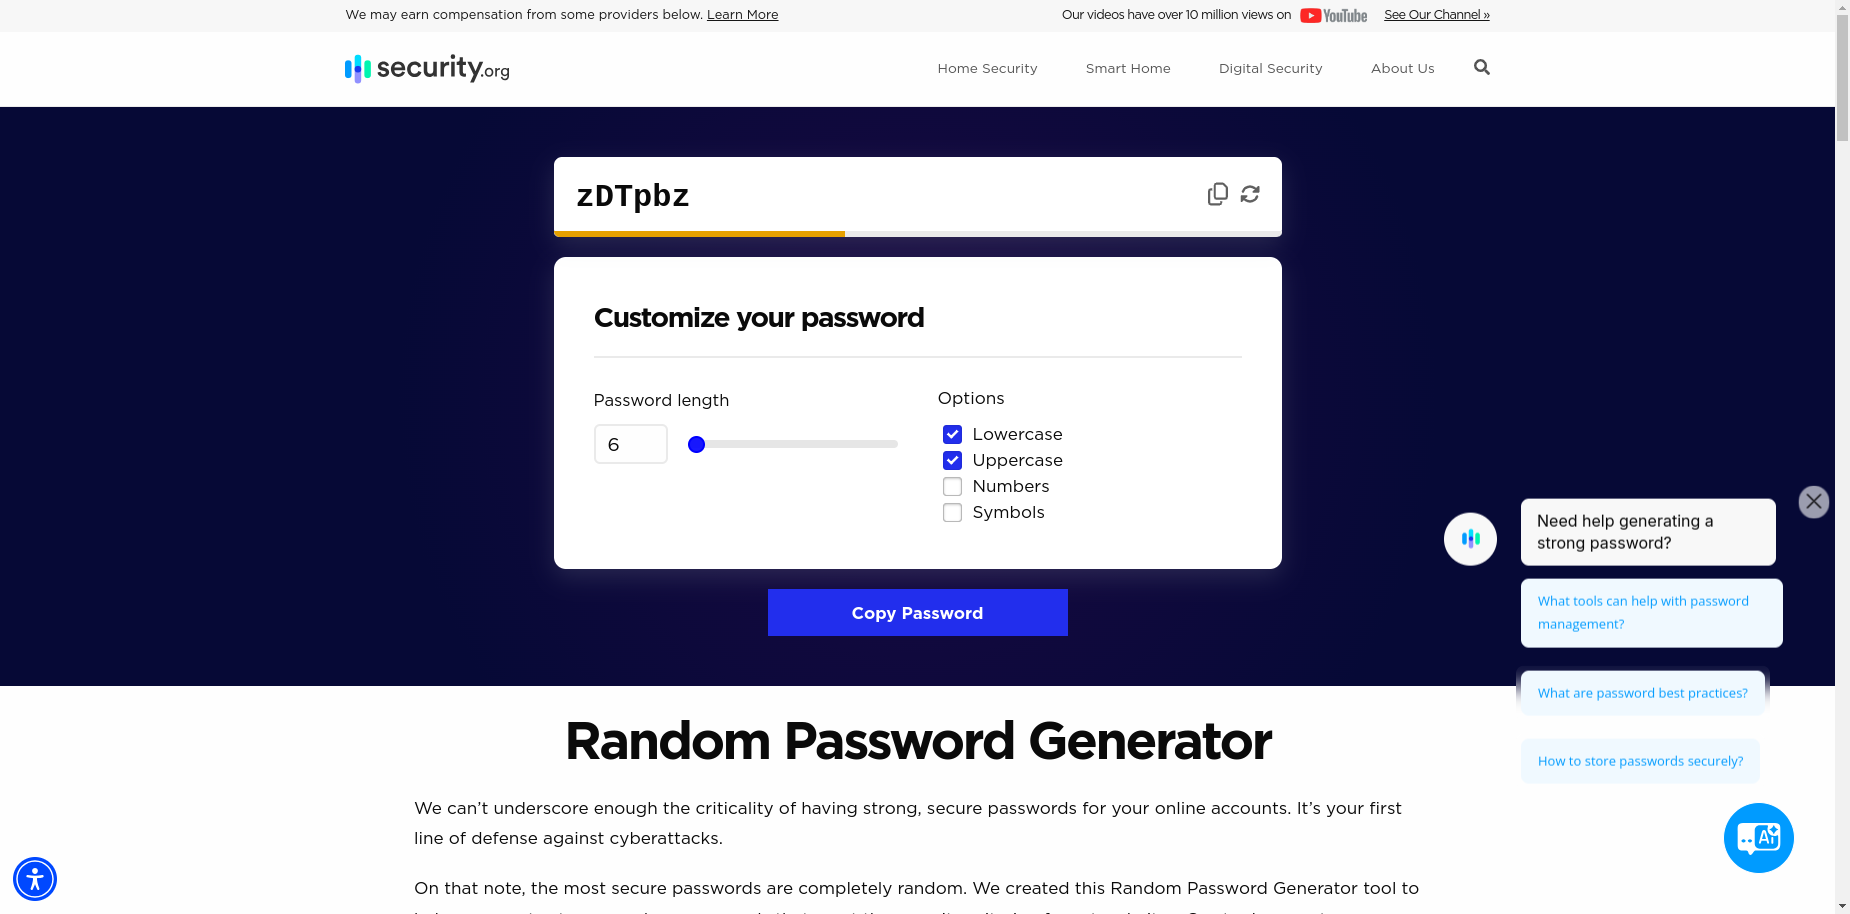 We may earn compensation from some providers below. Learn More
Our videos have over 10 million views on YouTube See Our Channel »
security.org
Home Security Smart Home Digital Security About Us
zDTpbz
Customize your password
Password length
6
Options
Lowercase
Uppercase
Numbers
Symbols
Copy Password
Need help generating a
strong password?
What tools can help with password
management?
What are password best practices?
How to store passwords securely?
Ai
Random Password Generator
We can’t underscore enough the criticality of having strong, secure passwords for your online accounts. It’s your first
line of defense against cyberattacks.
On that note, the most secure passwords are completely random. We created this Random Password Generator tool to